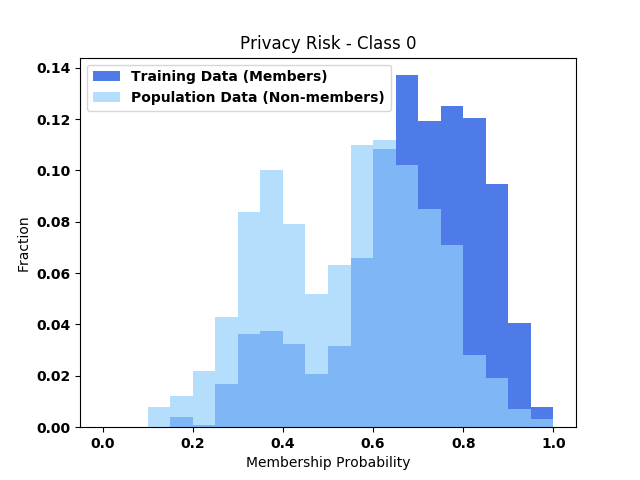 Privacy Risk - Class 0
Training Data (Members)
Population Data (Non-members)
0.14
0.12
0.10
0.08
0.06
0.04
0.02
0.00
Fraction
0.0 0.2 0.4 0.6 0.8 1.0
Membership Probability